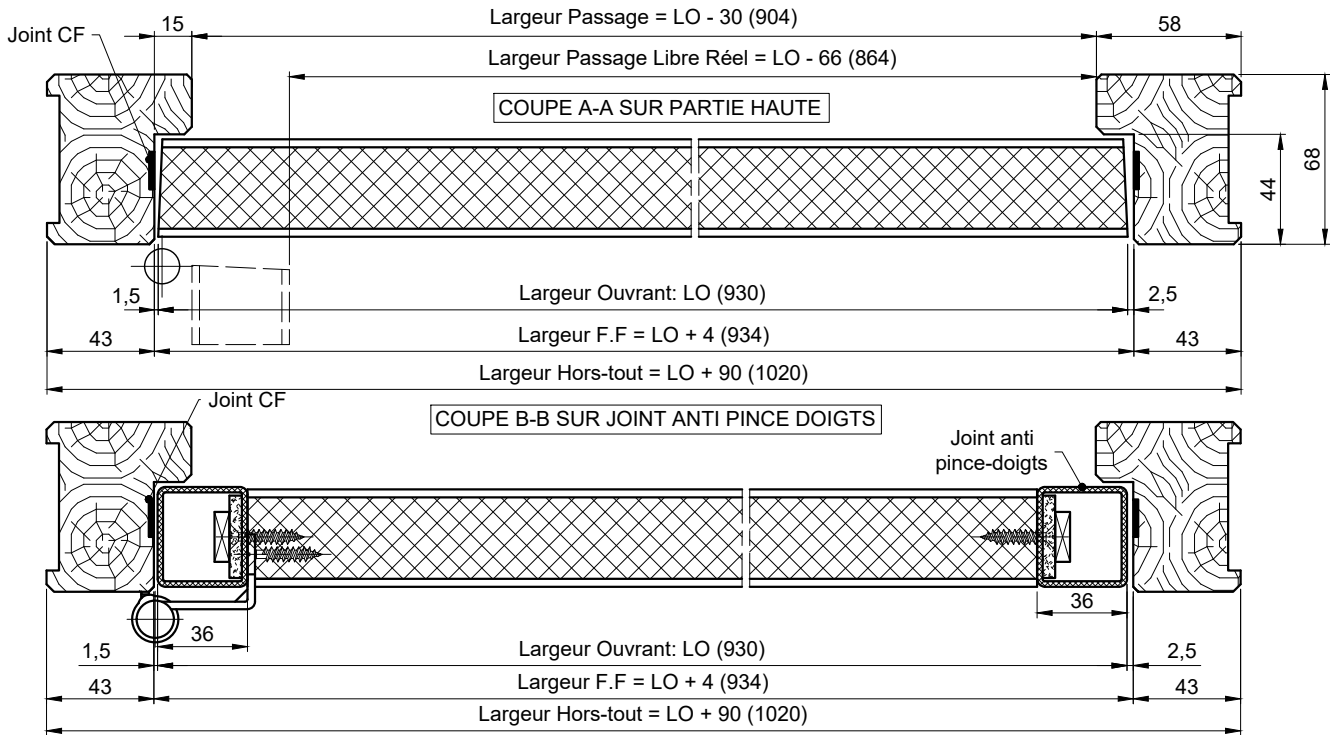 Largeur Passage = LO - 30 (904)
15
58
Joint CF
Largeur Passage Libre Réel = LO - 66 (864)
COUPE A-A SUR PARTIE HAUTE
44
68
1,5
Largeur Ouvrant: LO (930)
2,5
43
Largeur F.F = LO + 4 (934)
43
Largeur Hors-tout = LO + 90 (1020)
Joint CF
COUPE B-B SUR JOINT ANTI PINCE DOIGTS
Joint anti
pince-doigts
36
36
1,5
Largeur Ouvrant: LO (930)
2,5
43
Largeur F.F = LO + 4 (934)
43
Largeur Hors-tout = LO + 90 (1020)